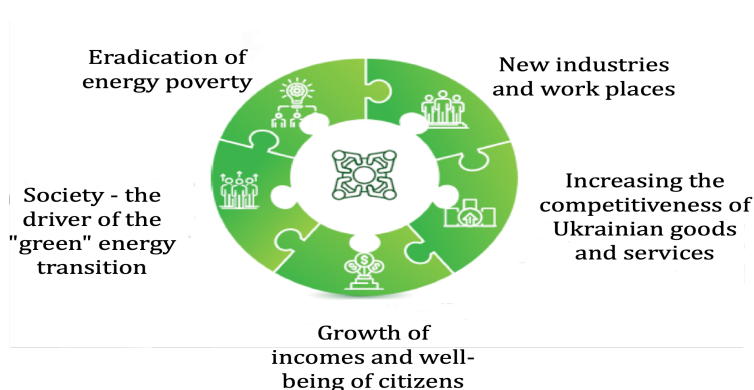 Eradication of
energy poverty
New industries
and work places
Society - the
driver of the
"green" energy
transition
Increasing the
competitiveness of
Ukrainian goods
and services
Growth of
incomes and well-
being of citizens